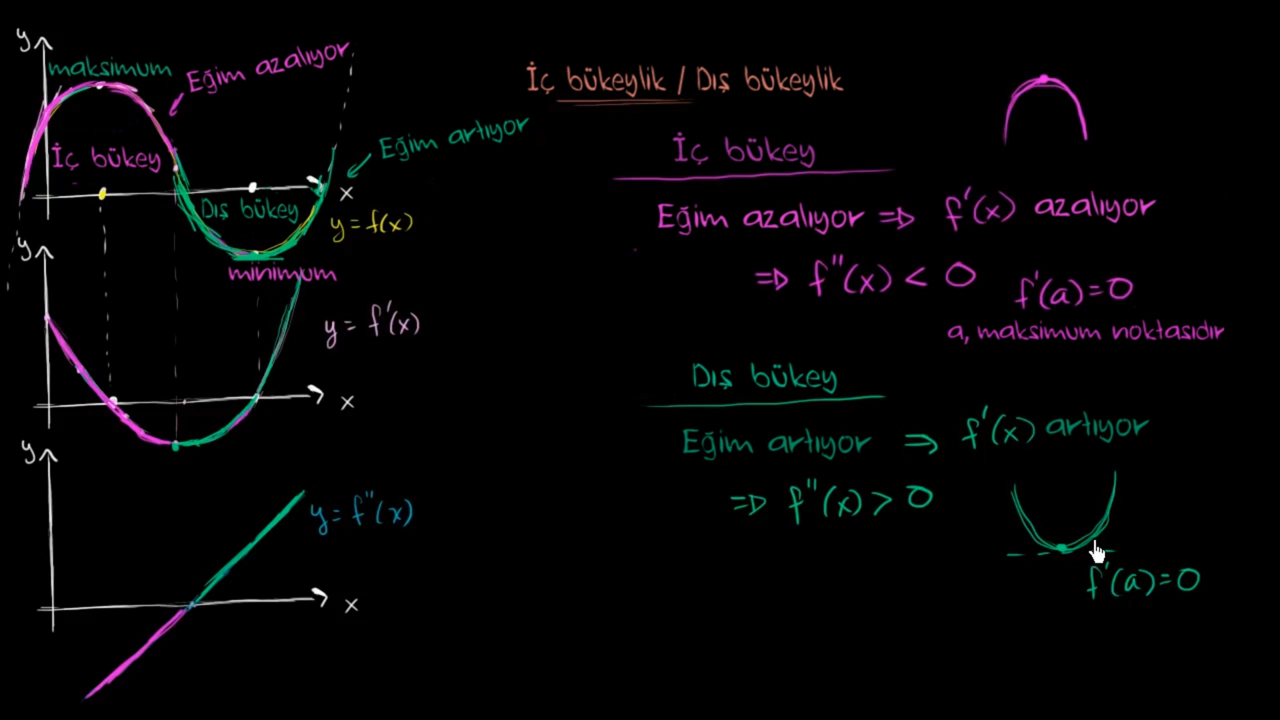 y
maksimum
Eğim azalıyor
İç bükey
Eğim artıyor
x
Dış bükey
y = f(x)
minimum
y
y = f'(x)
x
y
y = f''(x)
x
İç bükeylik / Dış bükeylik
İç bükey
Eğim azalıyor ⇒ f'(x) azalıyor
⇒ f''(x) < 0
f'(a) = 0
a, maksimum noktasıdır
Dış bükey
Eğim artıyor ⇒ f'(x) artıyor
⇒ f''(x) > 0
f'(a) = 0